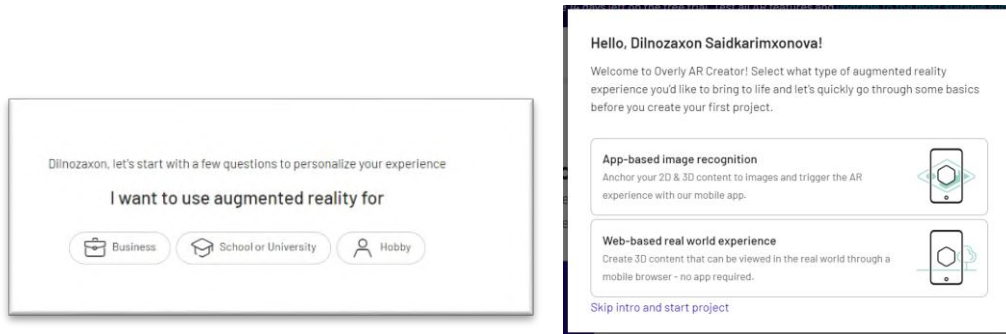 Dilnozaxon, let's start with a few questions to personalize your experience
I want to use augmented reality for
Business
School or University
Hobby
Hello, Dilnozaxon Saidkarimxonova!
Welcome to Overly AR Creator! Select what type of augmented reality
experience you'd like to bring to life and let's quickly go through some basics
before you create your first project.
App-based image recognition
Anchor your 2D & 3D content to images and trigger the AR
experience with our mobile app.
Web-based real world experience
Create 3D content that can be viewed in the real world through a
mobile browser - no app required.
Skip intro and start project